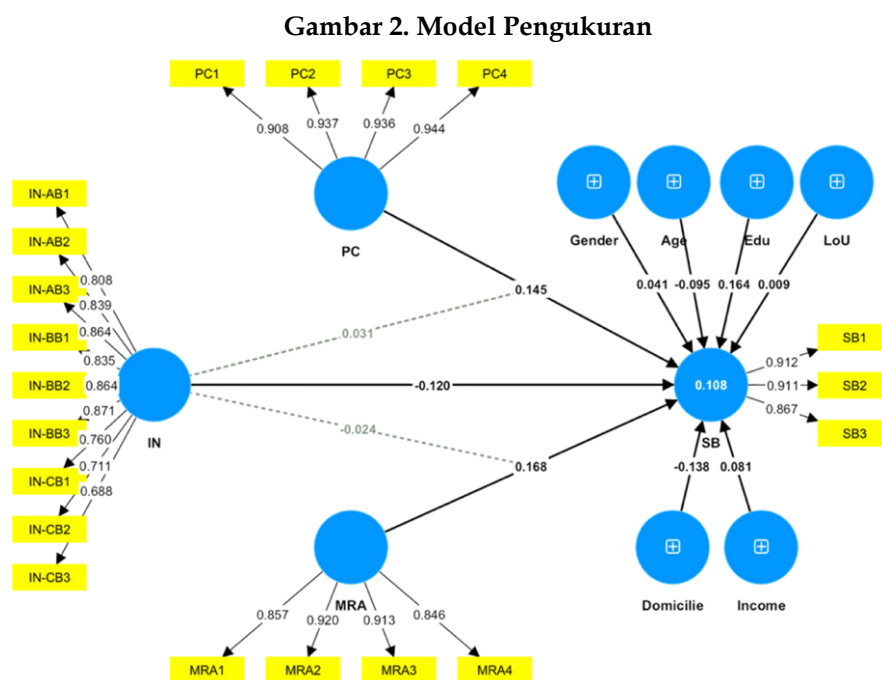 Gambar 2. Model Pengukuran
PC1
PC2
PC3
PC4
0.908
0.937
0.936
0.944
PC
IN-AB1
IN-AB2
IN-AB3
IN-BB1
IN-BB2
IN-BB3
IN-CB1
IN-CB2
IN-CB3
0.808
0.839
0.864
0.835
0.864
0.871
0.760
0.711
0.688
IN
Gender
Age
Edu
LoU
0.041
-0.095
0.164
0.009
0.145
0.031
-0.120
-0.024
0.168
0.108
SB
0.912
0.911
0.867
SB1
SB2
SB3
-0.138
0.081
Domicilie
Income
MRA
0.857
0.920
0.913
0.846
MRA1
MRA2
MRA3
MRA4